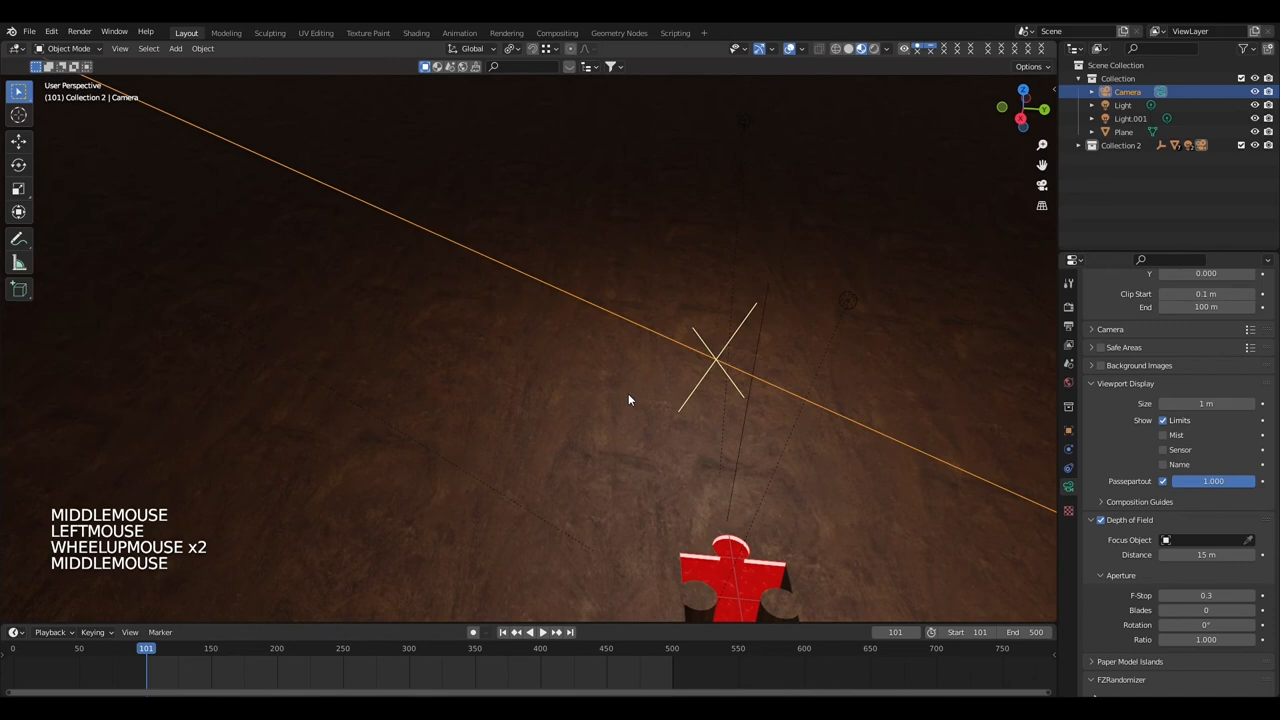 File Edit Render Window Help Layout Modeling Sculpting UV Editing Texture Paint Shading Animation Rendering Compositing Geometry Nodes Scripting Scene ViewLayer
Object Mode View Select Add Object Global
Options
User Perspective
(101) Collection 2 | Camera
Z
Y
X
MIDDLEMOUSE
LEFTMOUSE
WHEELUPMOUSE x2
MIDDLEMOUSE
Scene Collection
Collection
Camera
Light
Light.001
Plane
Collection 2
Y 0.000
Clip Start 0.1 m
End 100 m
Camera
Safe Areas
Background Images
Viewport Display
Size 1 m
Show Limits
Mist
Sensor
Name
Passepartout 1.000
Composition Guides
Depth of Field
Focus Object
Distance 15 m
Aperture
F-Stop 0.3
Blades 0
Rotation 0°
Ratio 1.000
Paper Model Islands
FZRandomizer
Playback Keying View Marker 101 Start 101 End 500
0 50 101 150 200 250 300 350 400 450 500 550 600 650 700 750